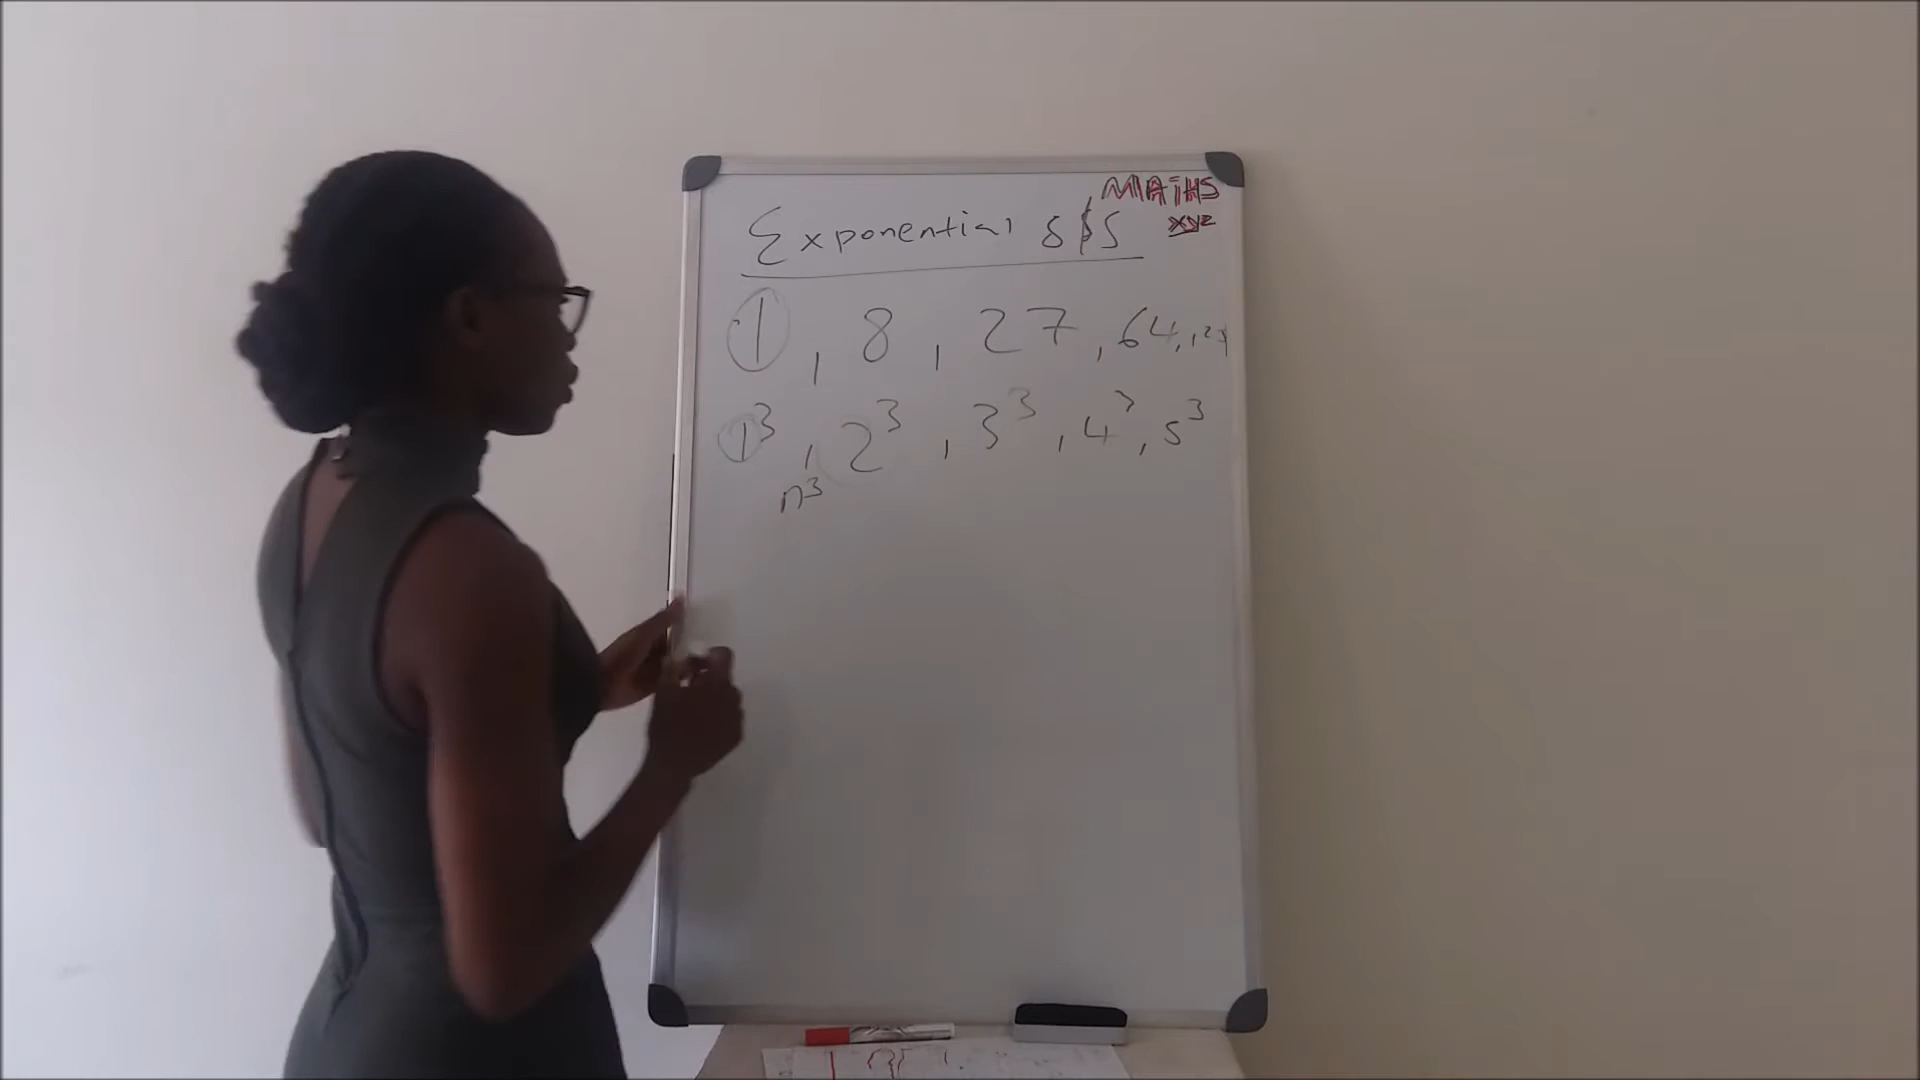 MATHS
xyz
Exponential S&S
1, 8, 27, 64, 125
1³, 2³, 3³, 4³, 5³
n³